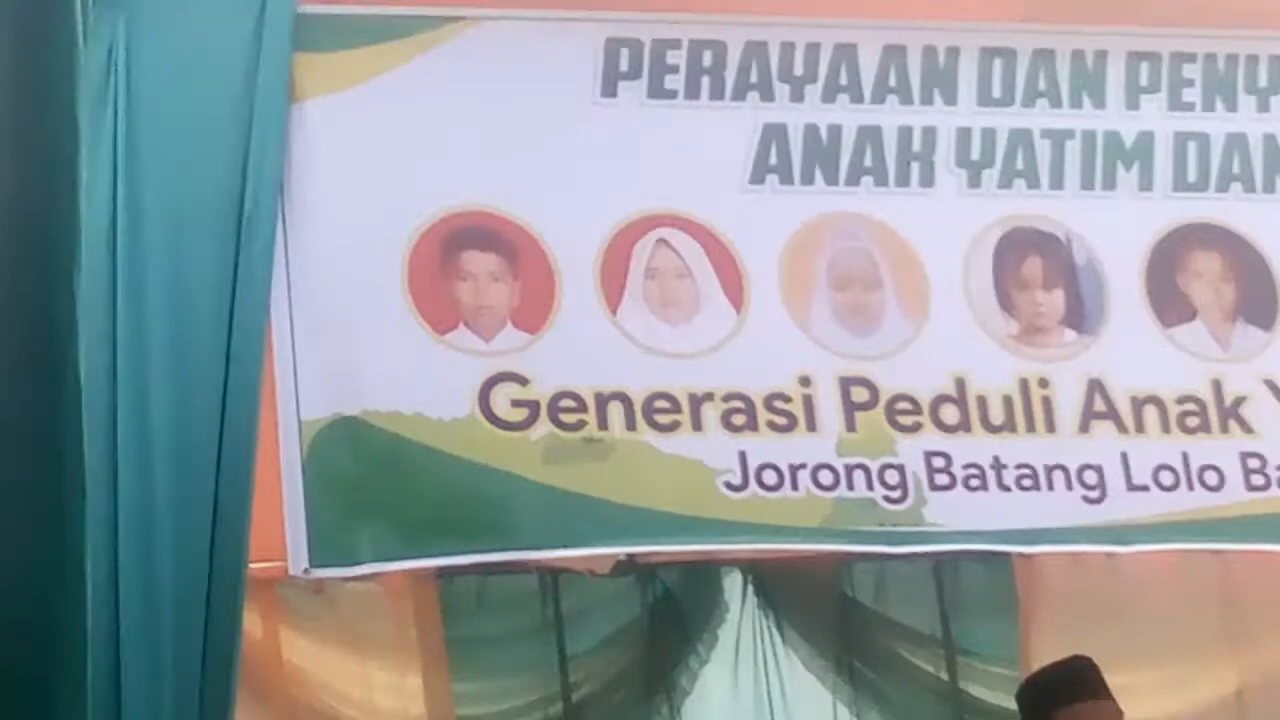 PERAYAAN DAN PENY
ANAK YATIM DAN
Generasi Peduli Anak Y
Jorong Batang Lolo Ba